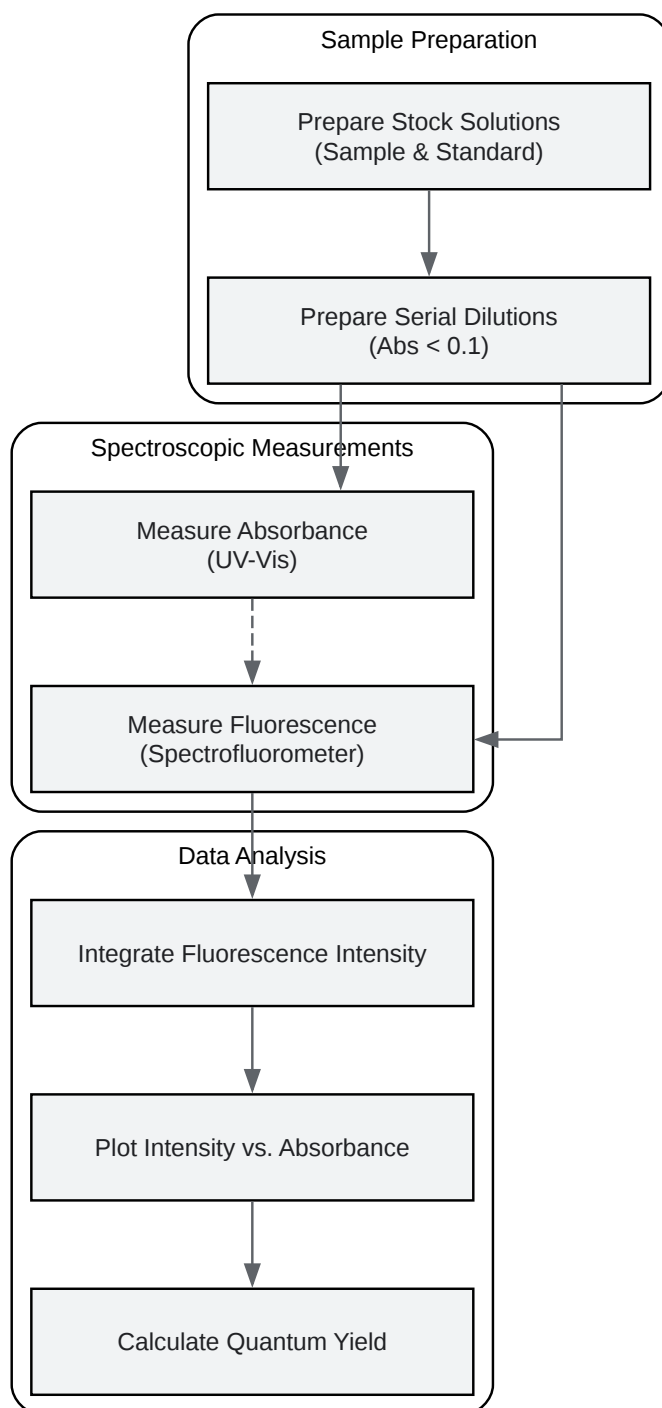 Sample Preparation
Prepare Stock Solutions
(Sample & Standard)
Prepare Serial Dilutions
(Abs < 0.1)
Spectroscopic Measurements
Measure Absorbance
(UV-Vis)
Measure Fluorescence
(Spectrofluorometer)
Data Analysis
Integrate Fluorescence Intensity
Plot Intensity vs. Absorbance
Calculate Quantum Yield